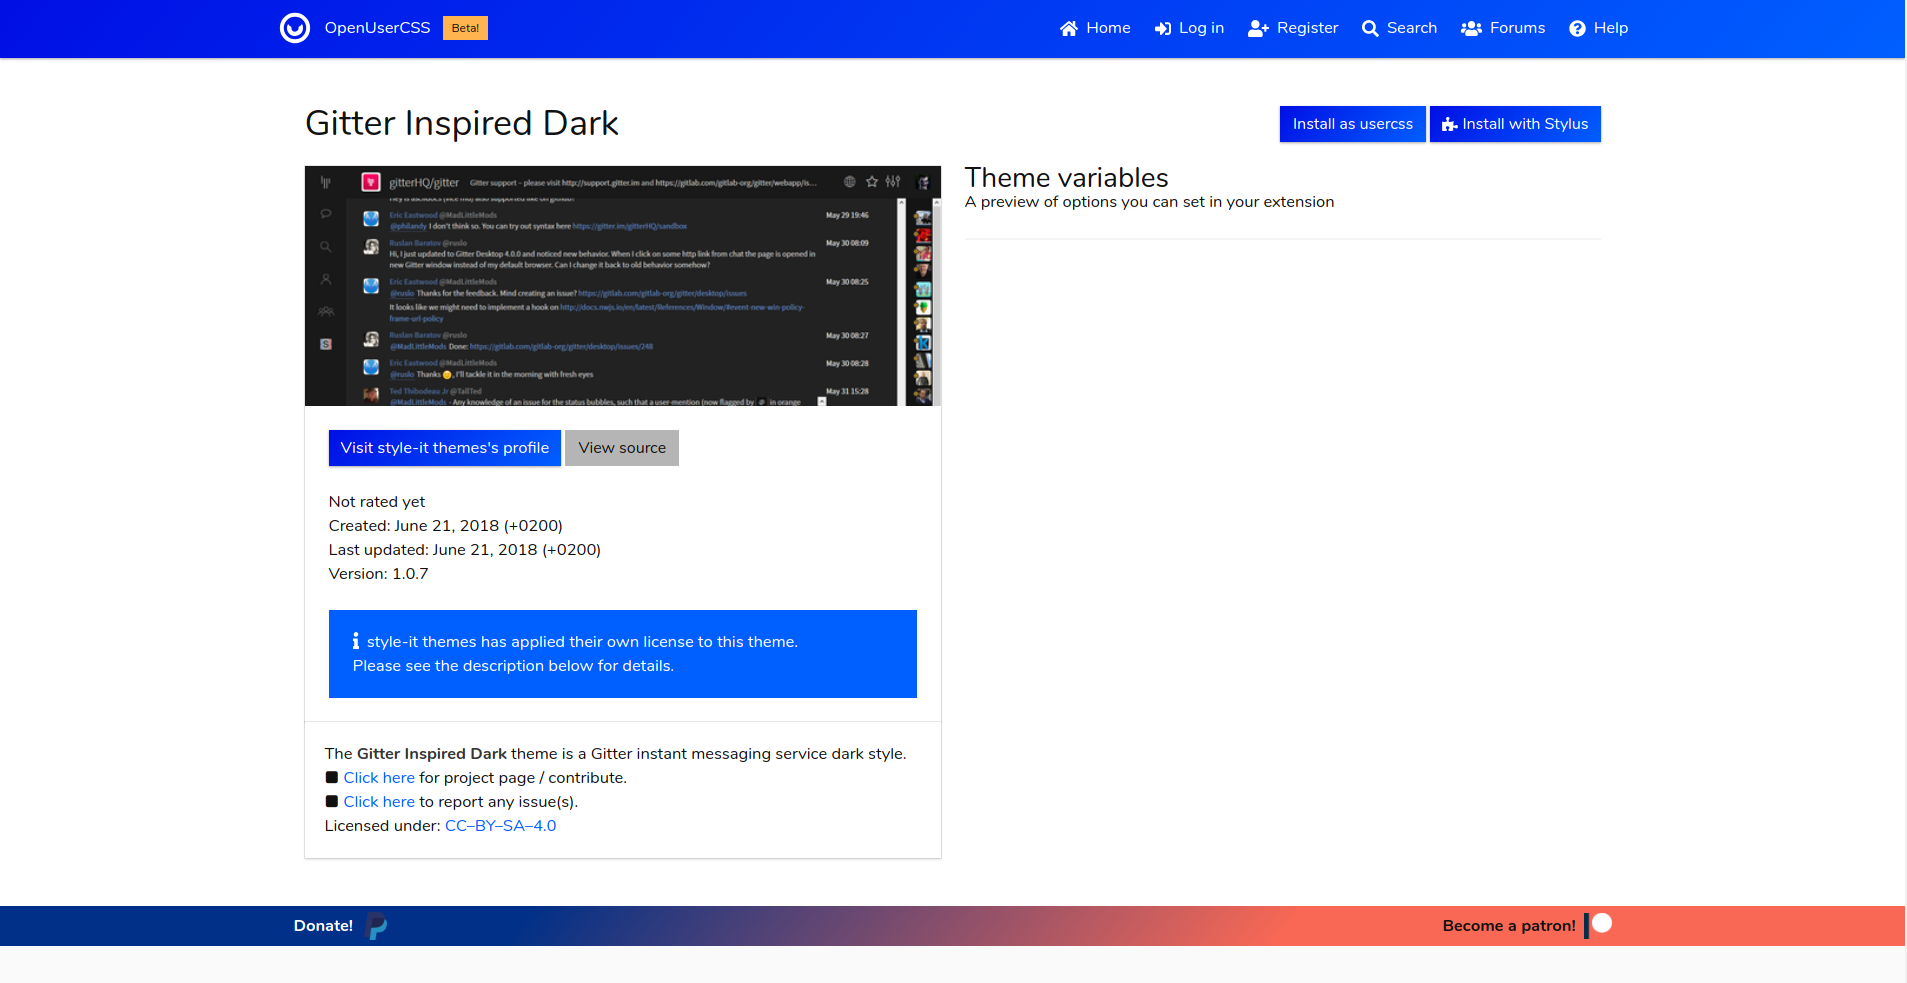 OpenUserCSS Beta! Home Log in Register Search Forums Help
Gitter Inspired Dark
Install as usercss Install with Stylus
gitterHQ/gitter Gitter support – please visit http://support.gitter.im and https://gitlab.com/gitlab-org/gitter/webapp/is...
Eric Eastwood @MadLittleMods May 29 19:46
@philandy I don't think so. You can try out syntax here https://gitter.im/gitterHQ/sandbox
Ruslan Baratov @ruslo May 30 08:09
Hi, I just updated to Gitter Desktop 4.0.0 and noticed new behavior. When I click on some http link from chat the page is opened in
new Gitter window instead of my default browser. Can I change it back to old behavior somehow?
Eric Eastwood @MadLittleMods May 30 08:25
@ruslo Thanks for the feedback. Mind creating an issue? https://gitlab.com/gitlab-org/gitter/desktop/issues
It looks like we might need to implement a hook on http://docs.nwjs.io/en/latest/References/Window/#event-new-win-policy-
frame-url-policy
Ruslan Baratov @ruslo May 30 08:27
@MadLittleMods Done: https://gitlab.com/gitlab-org/gitter/desktop/issues/248
Eric Eastwood @MadLittleMods May 30 08:28
@ruslo Thanks 😊, I'll tackle it in the morning with fresh eyes
Ted Thibodeau Jr @TallTed May 31 15:28
@MadLittleMods - Any knowledge of an issue for the status bubbles, such that a user-mention (now flagged by @ in orange
S
Theme variables
A preview of options you can set in your extension
Visit style-it themes's profile View source
Not rated yet
Created: June 21, 2018 (+0200)
Last updated: June 21, 2018 (+0200)
Version: 1.0.7
style-it themes has applied their own license to this theme.
Please see the description below for details.
The Gitter Inspired Dark theme is a Gitter instant messaging service dark style.
Click here for project page / contribute.
Click here to report any issue(s).
Licensed under: CC–BY–SA–4.0
Donate! Become a patron!